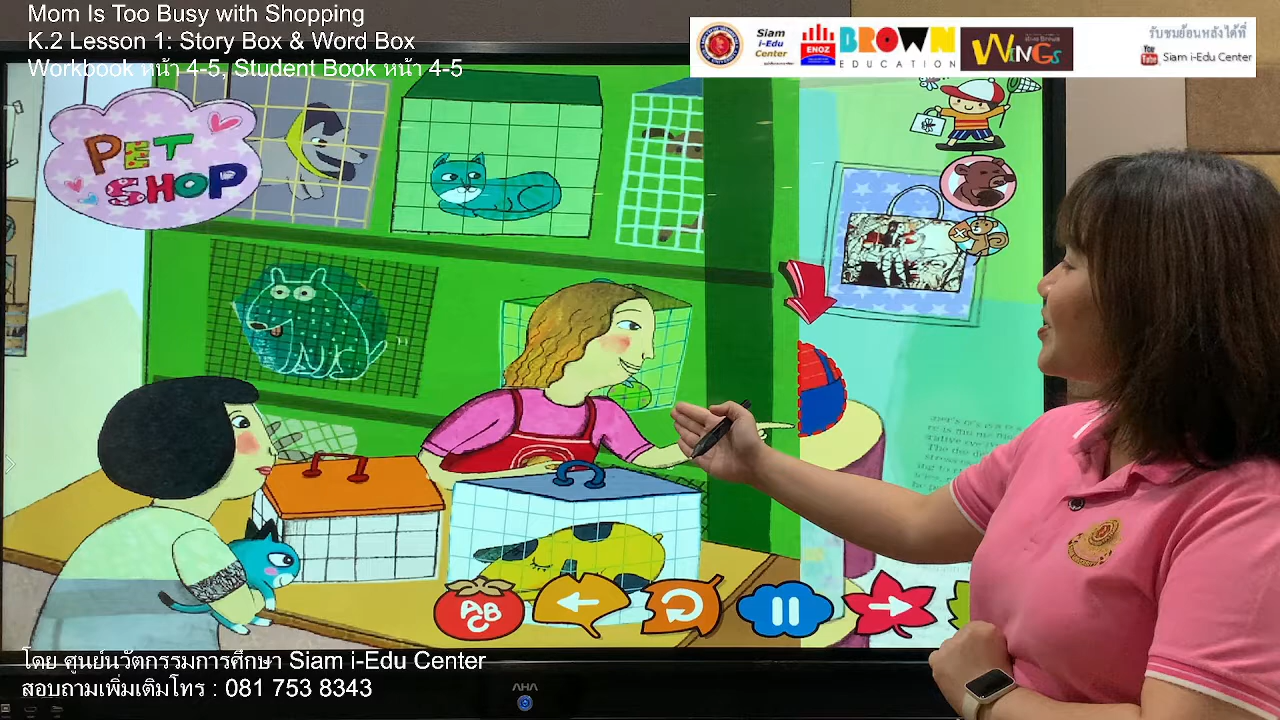 Mom Is Too Busy with Shopping
K.2 Lesson 1: Story Box & Word Box
Workbook หน้า 4-5, Student Book หน้า 4-5
Siam
i-Edu
Center
ENOZ
BROWN
EDUCATION
WiNGs
รับชมย้อนหลังได้ที่
You
Tube
Siam i-Edu Center
PET
SHOP
ABC
โดย ศูนย์นวัตกรรมการศึกษา Siam i-Edu Center
สอบถามเพิ่มเติมโทร : 081 753 8343
AHA